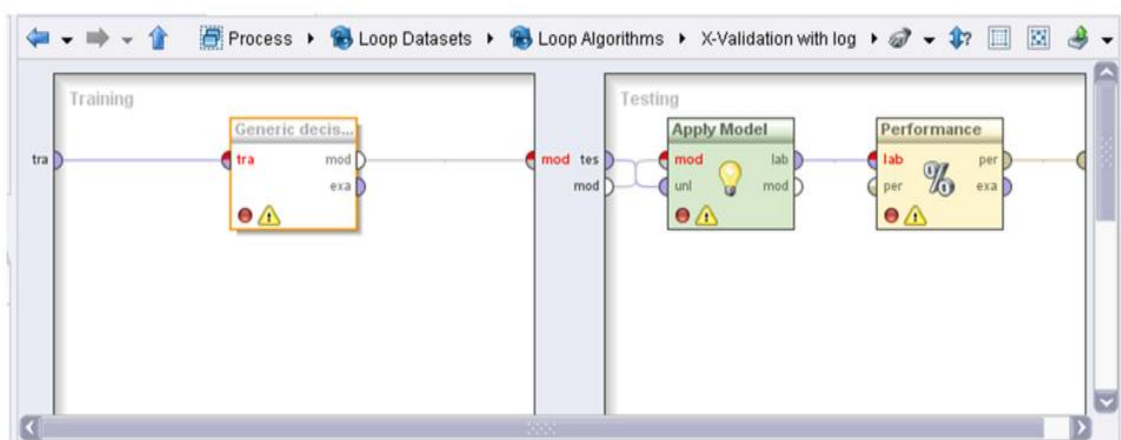 Process Loop Datasets Loop Algorithms X-Validation with log
Training
Generic decis...
tra tra mod mod
exa
Testing
Apply Model Performance
tes mod lab lab per
mod unl mod per exa